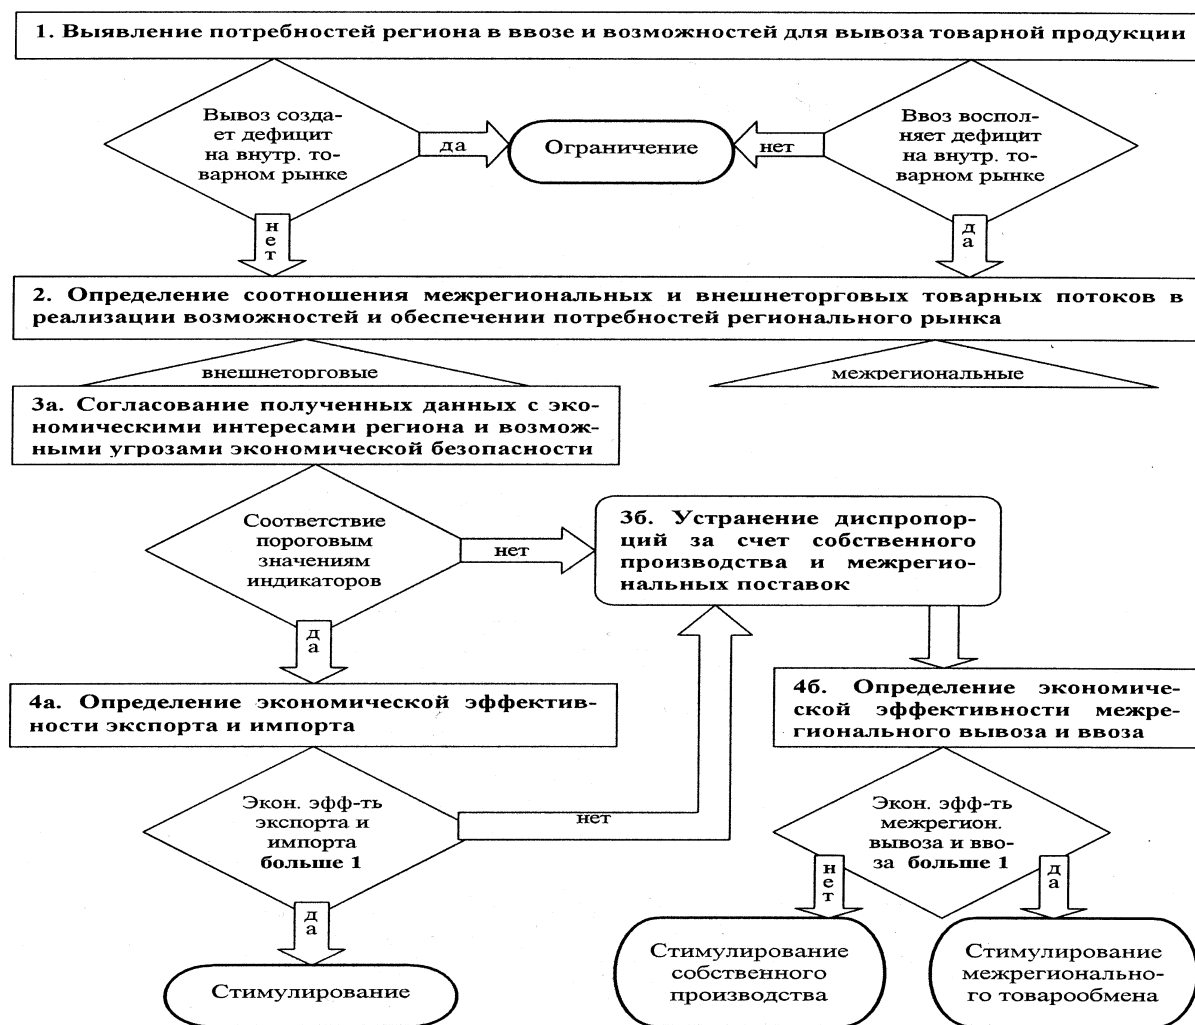 1. Выявление потребностей региона в ввозе и возможностей для вывоза товарной продукции
Вывоз созда-
ет дефицит
на внутр. то-
варном рынке
да
Ограничение
нет
Ввоз воспол-
няет дефицит
на внутр. то-
варном рынке
нет
да
2. Определение соотношения межрегиональных и внешнеторговых товарных потоков в
реализации возможностей и обеспечении потребностей регионального рынка
внешнеторговые
межрегиональные
3а. Согласование полученных данных с эко-
номическими интересами региона и возмож-
ными угрозами экономической безопасности
Соответствие
пороговым
значениям
индикаторов
нет
3б. Устранение диспропор-
ций за счет собственного
производства и межрегио-
нальных поставок
да
4а. Определение экономической эффектив-
ности экспорта и импорта
4б. Определение экономиче-
ской эффективности межре-
гионального вывоза и ввоза
Экон. эфф-ть
экспорта и
импорта
больше 1
нет
Экон. эфф-ть
межрегион.
вывоза и вво-
за больше 1
нет
да
да
Стимулирование
Стимулирование
собственного
производства
Стимулирование
межрегионально-
го товарообмена